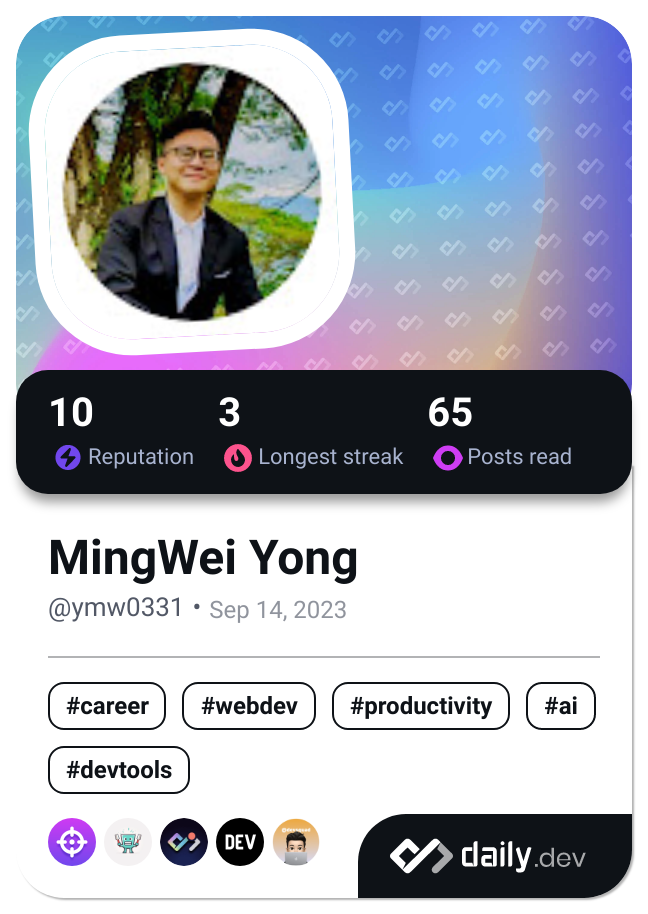 10 3 65
Reputation Longest streak Posts read
MingWei Yong
@ymw0331 • Sep 14, 2023
#career #webdev #productivity #ai
#devtools
DEV
daily.dev